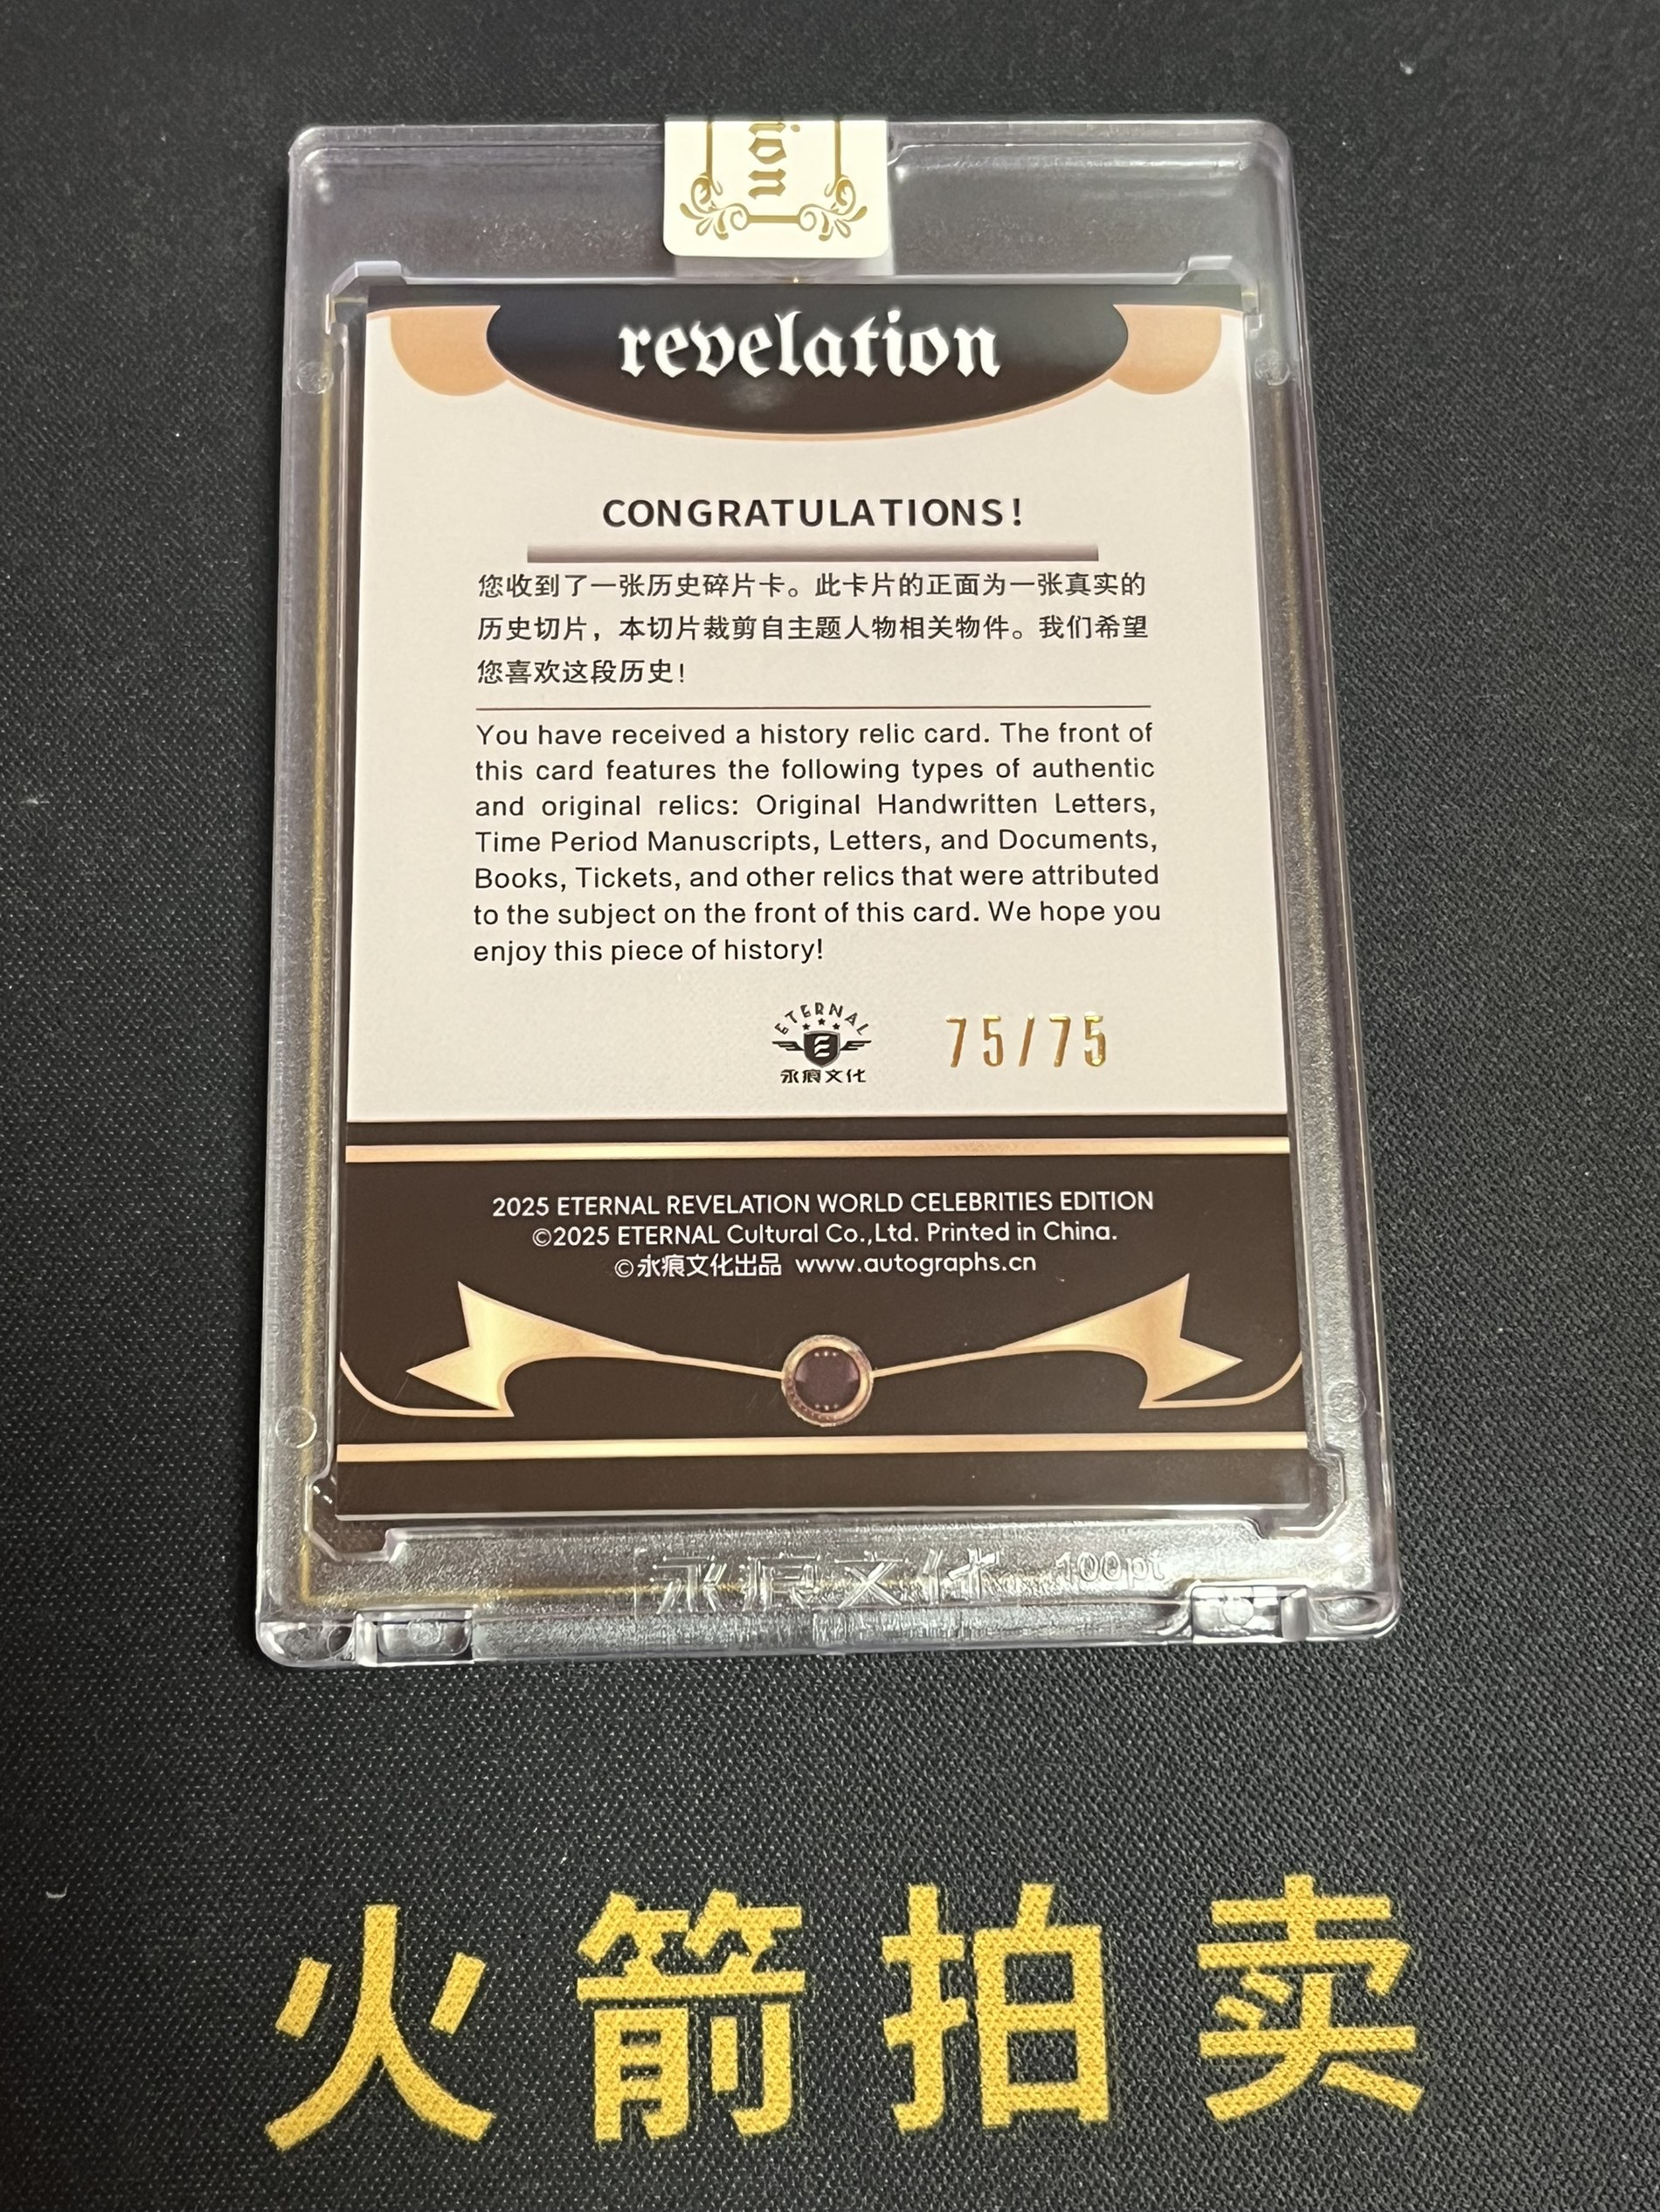 ion
revelation
CONGRATULATIONS!
您收到了一张历史碎片卡。此卡片的正面为一张真实的
历史切片，本切片裁剪自主题人物相关物件。我们希望
您喜欢这段历史！
You have received a history relic card. The front of
this card features the following types of authentic
and original relics: Original Handwritten Letters,
Time Period Manuscripts, Letters, and Documents,
Books, Tickets, and other relics that were attributed
to the subject on the front of this card. We hope you
enjoy this piece of history!
ETERNAL
E
永痕文化
75/75
2025 ETERNAL REVELATION WORLD CELEBRITIES EDITION
©2025 ETERNAL Cultural Co.,Ltd. Printed in China.
©永痕文化出品 www.autographs.cn
永痕文化 100pt
火箭拍卖